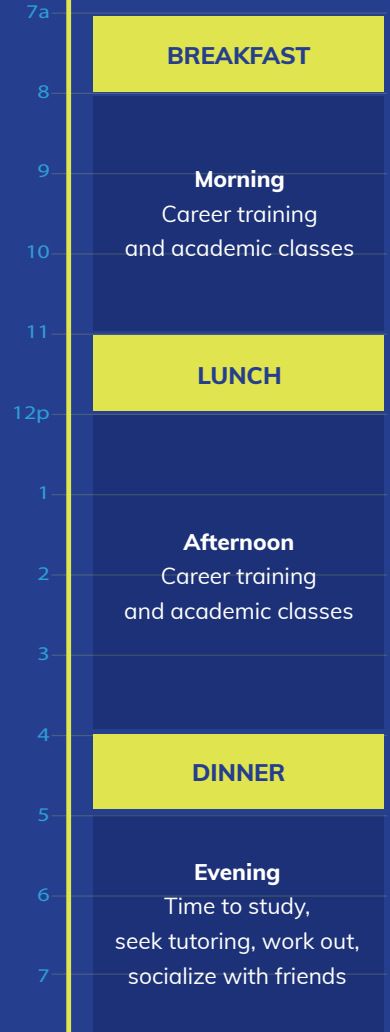 7a
BREAKFAST
8
9
Morning
Career training
10
and academic classes
11
LUNCH
12p
1
Afternoon
2
Career training
and academic classes
3
4
DINNER
5
Evening
6
Time to study,
seek tutoring, work out,
7
socialize with friends